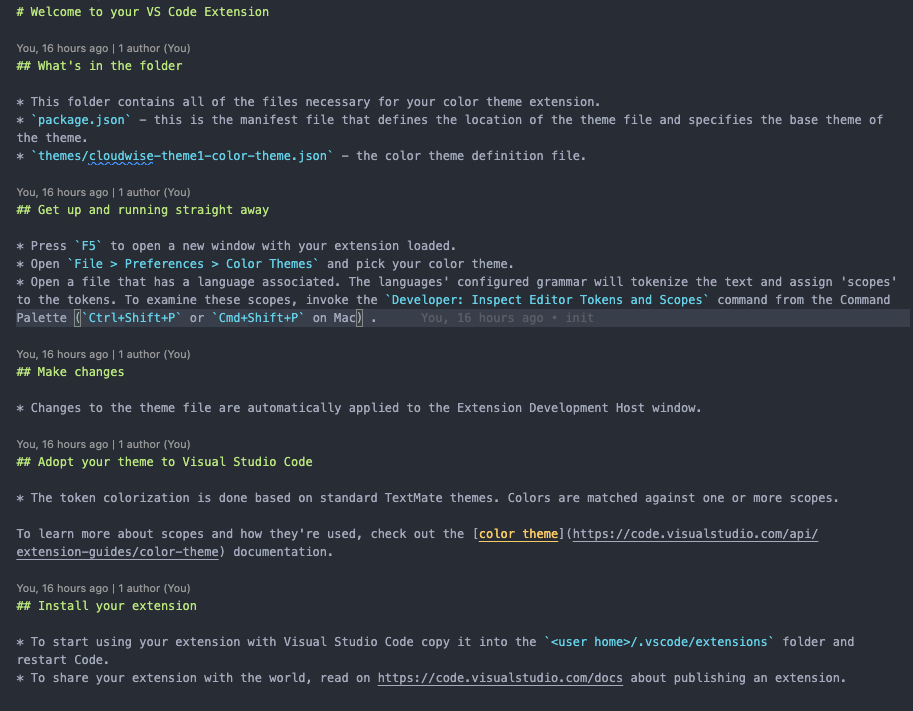 # Welcome to your VS Code Extension
You, 16 hours ago | 1 author (You)
## What's in the folder
* This folder contains all of the files necessary for your color theme extension.
* `package.json` - this is the manifest file that defines the location of the theme file and specifies the base theme of
the theme.
* `themes/cloudwise-theme1-color-theme.json` - the color theme definition file.
You, 16 hours ago | 1 author (You)
## Get up and running straight away
* Press `F5` to open a new window with your extension loaded.
* Open `File > Preferences > Color Themes` and pick your color theme.
* Open a file that has a language associated. The languages' configured grammar will tokenize the text and assign 'scopes'
to the tokens. To examine these scopes, invoke the `Developer: Inspect Editor Tokens and Scopes` command from the Command
Palette (`Ctrl+Shift+P` or `Cmd+Shift+P` on Mac) . You, 16 hours ago • init
You, 16 hours ago | 1 author (You)
## Make changes
* Changes to the theme file are automatically applied to the Extension Development Host window.
You, 16 hours ago | 1 author (You)
## Adopt your theme to Visual Studio Code
* The token colorization is done based on standard TextMate themes. Colors are matched against one or more scopes.
To learn more about scopes and how they're used, check out the [color theme](https://code.visualstudio.com/api/
extension-guides/color-theme) documentation.
You, 16 hours ago | 1 author (You)
## Install your extension
* To start using your extension with Visual Studio Code copy it into the `<user home>/.vscode/extensions` folder and
restart Code.
* To share your extension with the world, read on https://code.visualstudio.com/docs about publishing an extension.